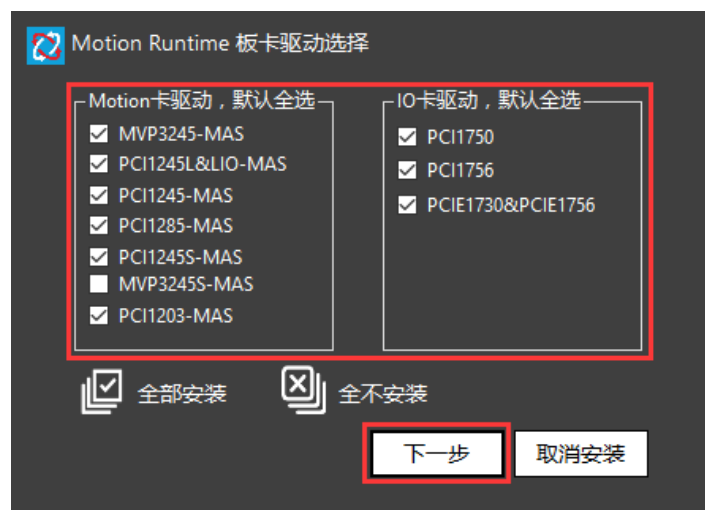 Motion Runtime 板卡驱动选择
Motion卡驱动，默认全选
MVP3245-MAS
PCI1245L&LIO-MAS
PCI1245-MAS
PCI1285-MAS
PCI1245S-MAS
MVP3245S-MAS
PCI1203-MAS
IO卡驱动，默认全选
PCI1750
PCI1756
PCIE1730&PCIE1756
全部安装
全不安装
下一步
取消安装